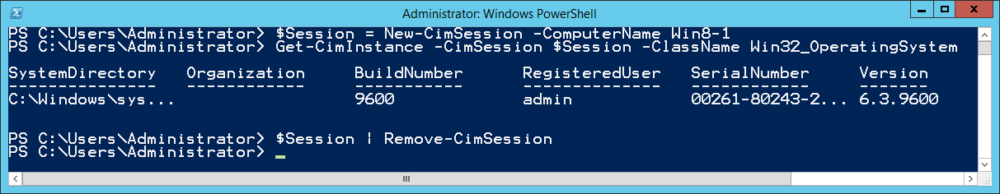 Administrator: Windows PowerShell
PS C:\Users\Administrator> $Session = New-CimSession -ComputerName Win8-1
PS C:\Users\Administrator> Get-CimInstance -CimSession $Session -ClassName Win32_OperatingSystem
SystemDirectory Organization BuildNumber RegisteredUser SerialNumber Version
--------------- ------------ ----------- -------------- ------------ -------
C:\Windows\sys... 9600 admin 00261-80243-2... 6.3.9600
PS C:\Users\Administrator> $Session | Remove-CimSession
PS C:\Users\Administrator> _